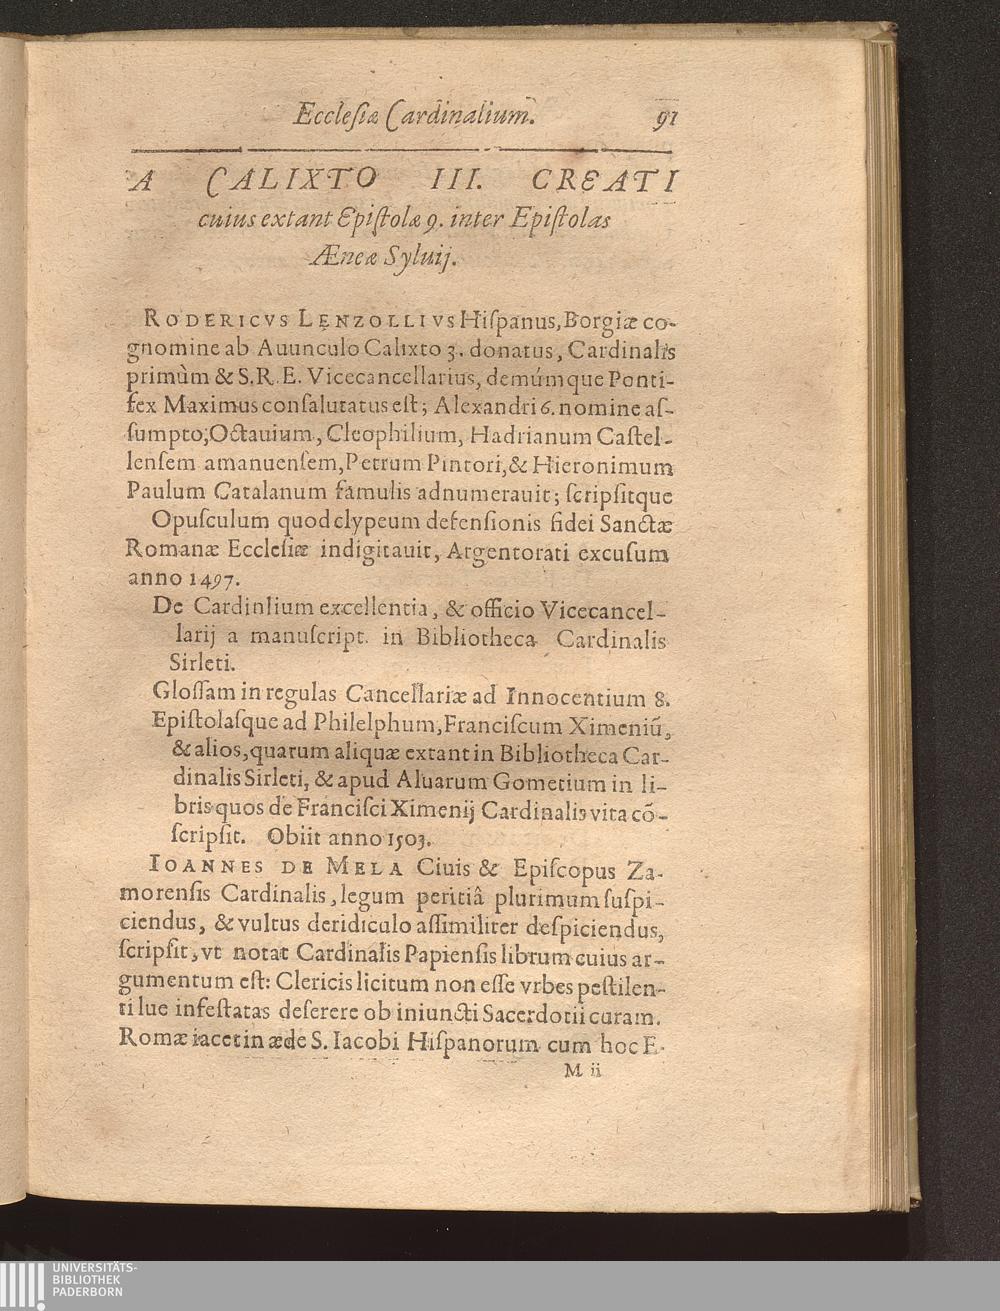 Ecclesiæ Cardinalium. 91
A CALIXTO III. CREATI
cuius extant Epistolæ 9. inter Epistolas
Æneæ Syluij.
RODERICVS LENZOLLIVS Hiſpanus, Borgiæ co-
gnomine ab Auunculo Calixto 3. donatus, Cardinalis
primùm & S. R. E. Vicecancellarius, demúmque Ponti-
fex Maximus conſalutatus eſt; Alexandri 6. nomine aſ-
ſumpto; Octauium, Cleophilium, Hadrianum Caſtel-
lenſem amanuenſem, Petrum Pintori, & Hieronimum
Paulum Catalanum famulis adnumerauit; ſcripſitque
Opuſculum quod clypeum defenſionis fidei Sanctæ
Romanæ Eccleſiæ indigitauit, Argentorati excuſum
anno 1497.
De Cardinlium excellentia, & officio Vicecancel-
larij a manuſcript. in Bibliotheca Cardinalis
Sirleti.
Gloſſam in regulas Cancellariæ ad Innocentium 8.
Epiſtolaſque ad Philelphum, Franciſcum Ximeniũ,
& alios, quarum aliquæ extant in Bibliotheca Car-
dinalis Sirleti, & apud Aluarum Gometium in li-
bris quos de Franciſci Ximenij Cardinalis vita cõ-
ſcripſit. Obiit anno 1503.
IOANNES DE MELA Ciuis & Epiſcopus Za-
morenſis Cardinalis, legum peritiâ plurimum ſuſpi-
ciendus, & vultus deridiculo aſſimiliter deſpiciendus,
ſcripſit, vt notat Cardinalis Papienſis librum cuius ar-
gumentum eſt: Clericis licitum non eſſe vrbes peſtilen-
ti lue infeſtatas deſerere ob iniuncti Sacerdotii curam.
Romæ iacet in æde S. Iacobi Hiſpanorum cum hoc E-
M ii
UNIVERSITÄTS-
BIBLIOTHEK
PADERBORN